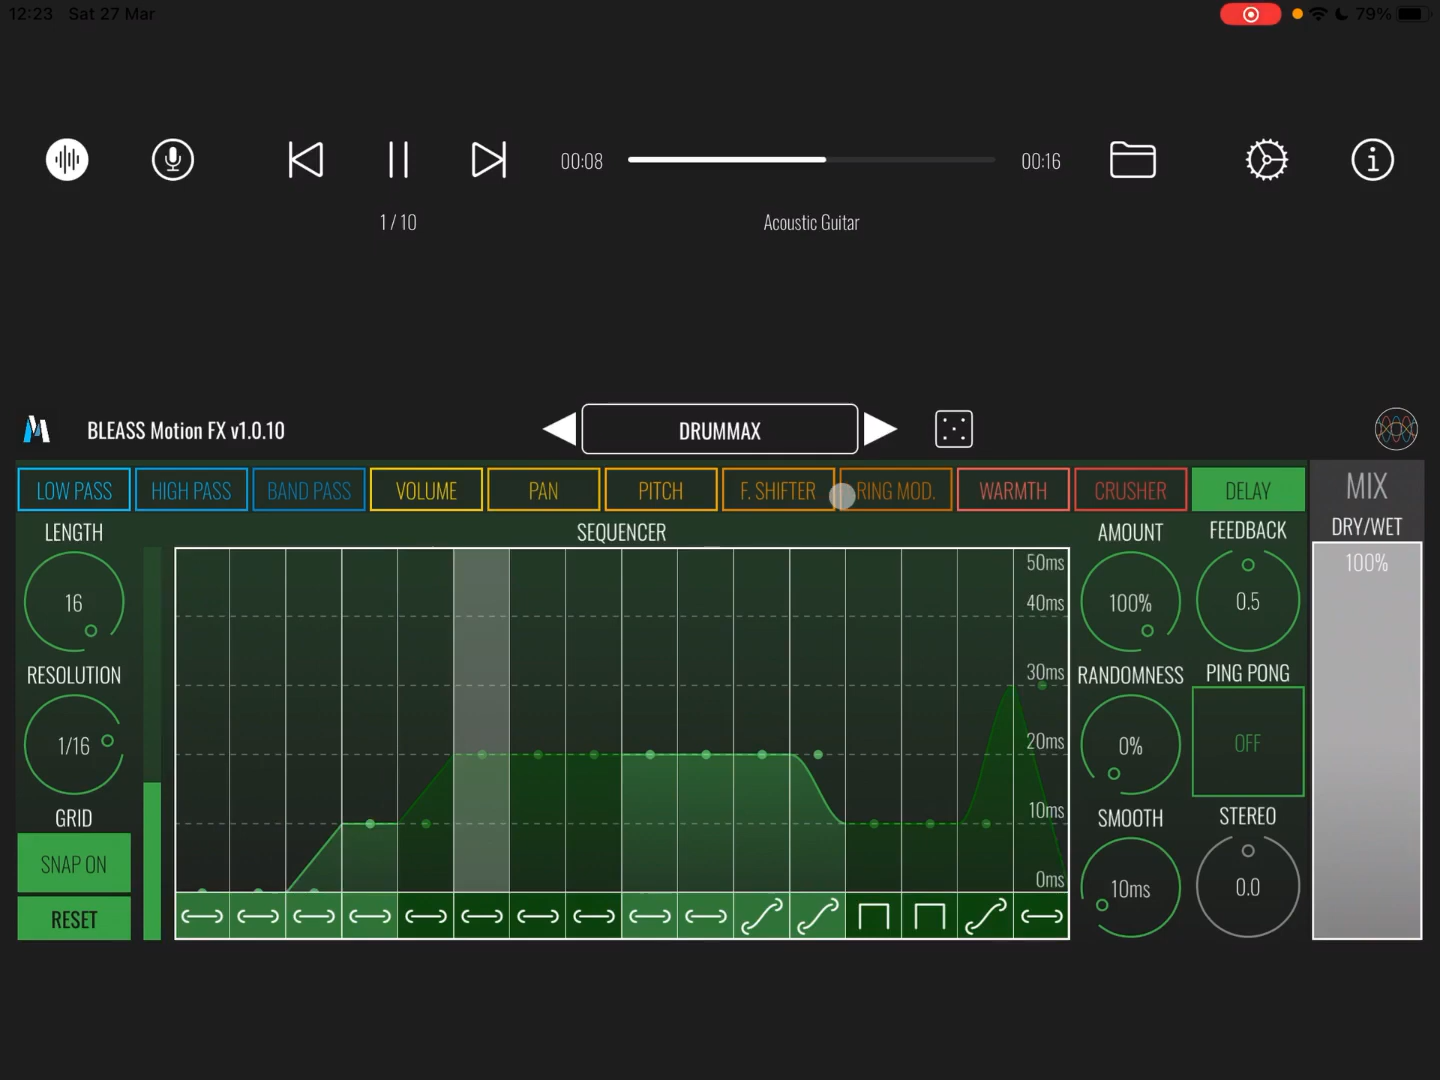 12:23 Sat 27 Mar
79%
00:08
00:16
1 / 10
Acoustic Guitar
BLEASS Motion FX v1.0.10
DRUMMAX
LOW PASS
HIGH PASS
BAND PASS
VOLUME
PAN
PITCH
F. SHIFTER
RING MOD.
WARMTH
CRUSHER
DELAY
MIX
LENGTH
16
RESOLUTION
1/16
GRID
SNAP ON
RESET
SEQUENCER
50ms
40ms
30ms
20ms
10ms
0ms
AMOUNT
100%
RANDOMNESS
0%
SMOOTH
10ms
FEEDBACK
0.5
PING PONG
OFF
STEREO
0.0
DRY/WET
100%